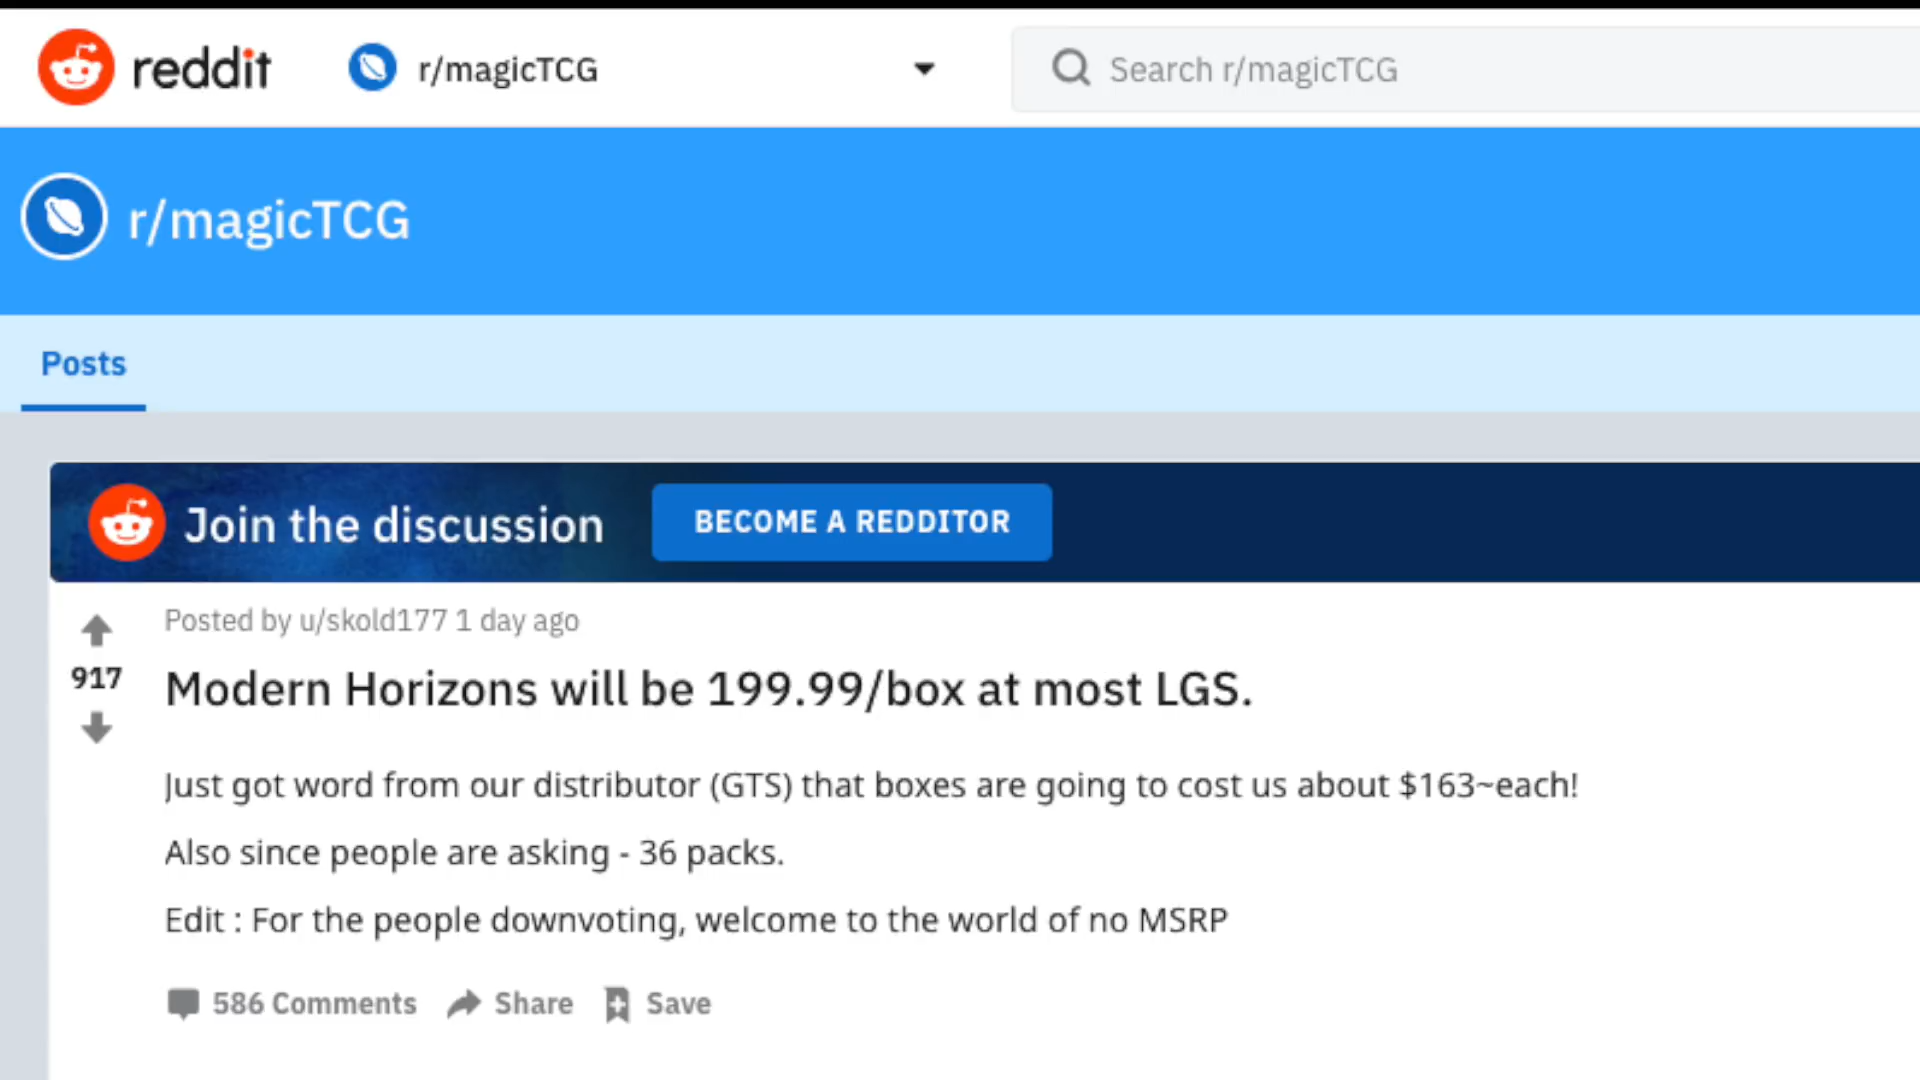 reddit r/magicTCG Search r/magicTCG
r/magicTCG
Posts
Join the discussion BECOME A REDDITOR
Posted by u/skold177 1 day ago
917
Modern Horizons will be 199.99/box at most LGS.
Just got word from our distributor (GTS) that boxes are going to cost us about $163~each!
Also since people are asking - 36 packs.
Edit : For the people downvoting, welcome to the world of no MSRP
586 Comments Share Save